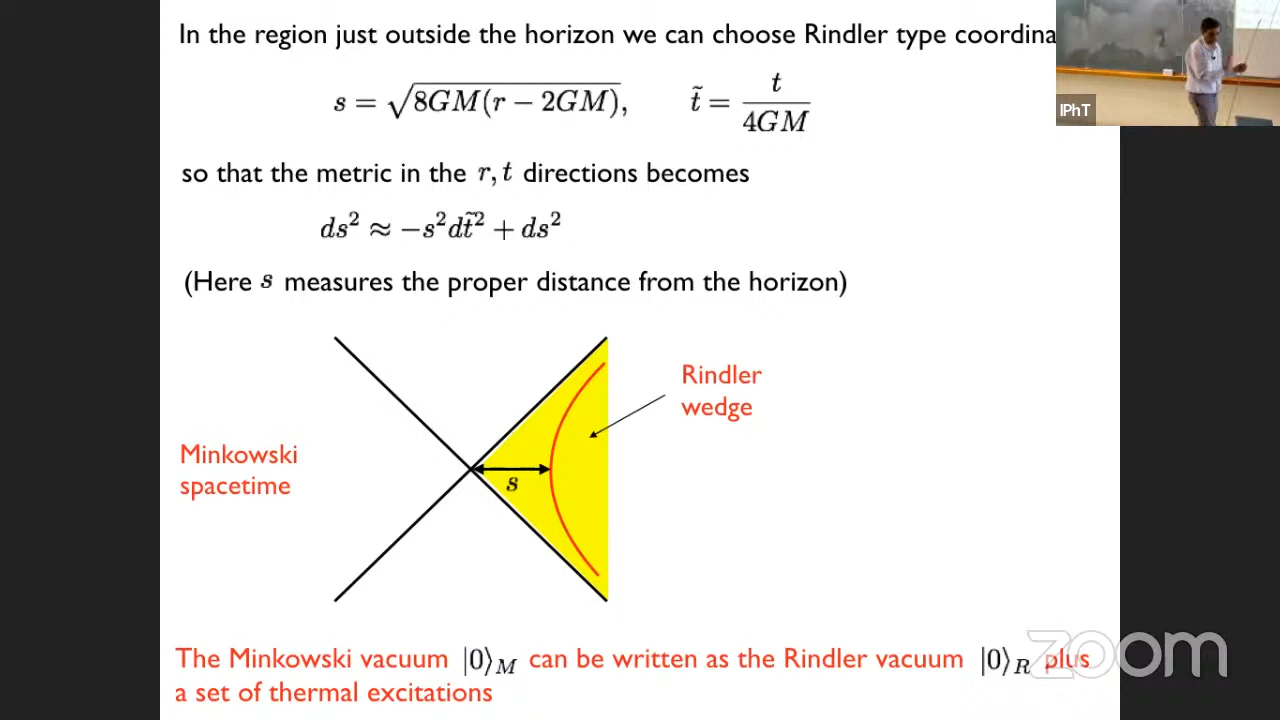 In the region just outside the horizon we can choose Rindler type coordina
s = √8GM(r − 2GM), t̃ = t/4GM
IPhT
so that the metric in the r, t directions becomes
ds² ≈ −s²dt̃² + ds²
(Here s measures the proper distance from the horizon)
Rindler
wedge
Minkowski
spacetime
s
The Minkowski vacuum |0⟩M can be written as the Rindler vacuum |0⟩R plus
a set of thermal excitations
zoom